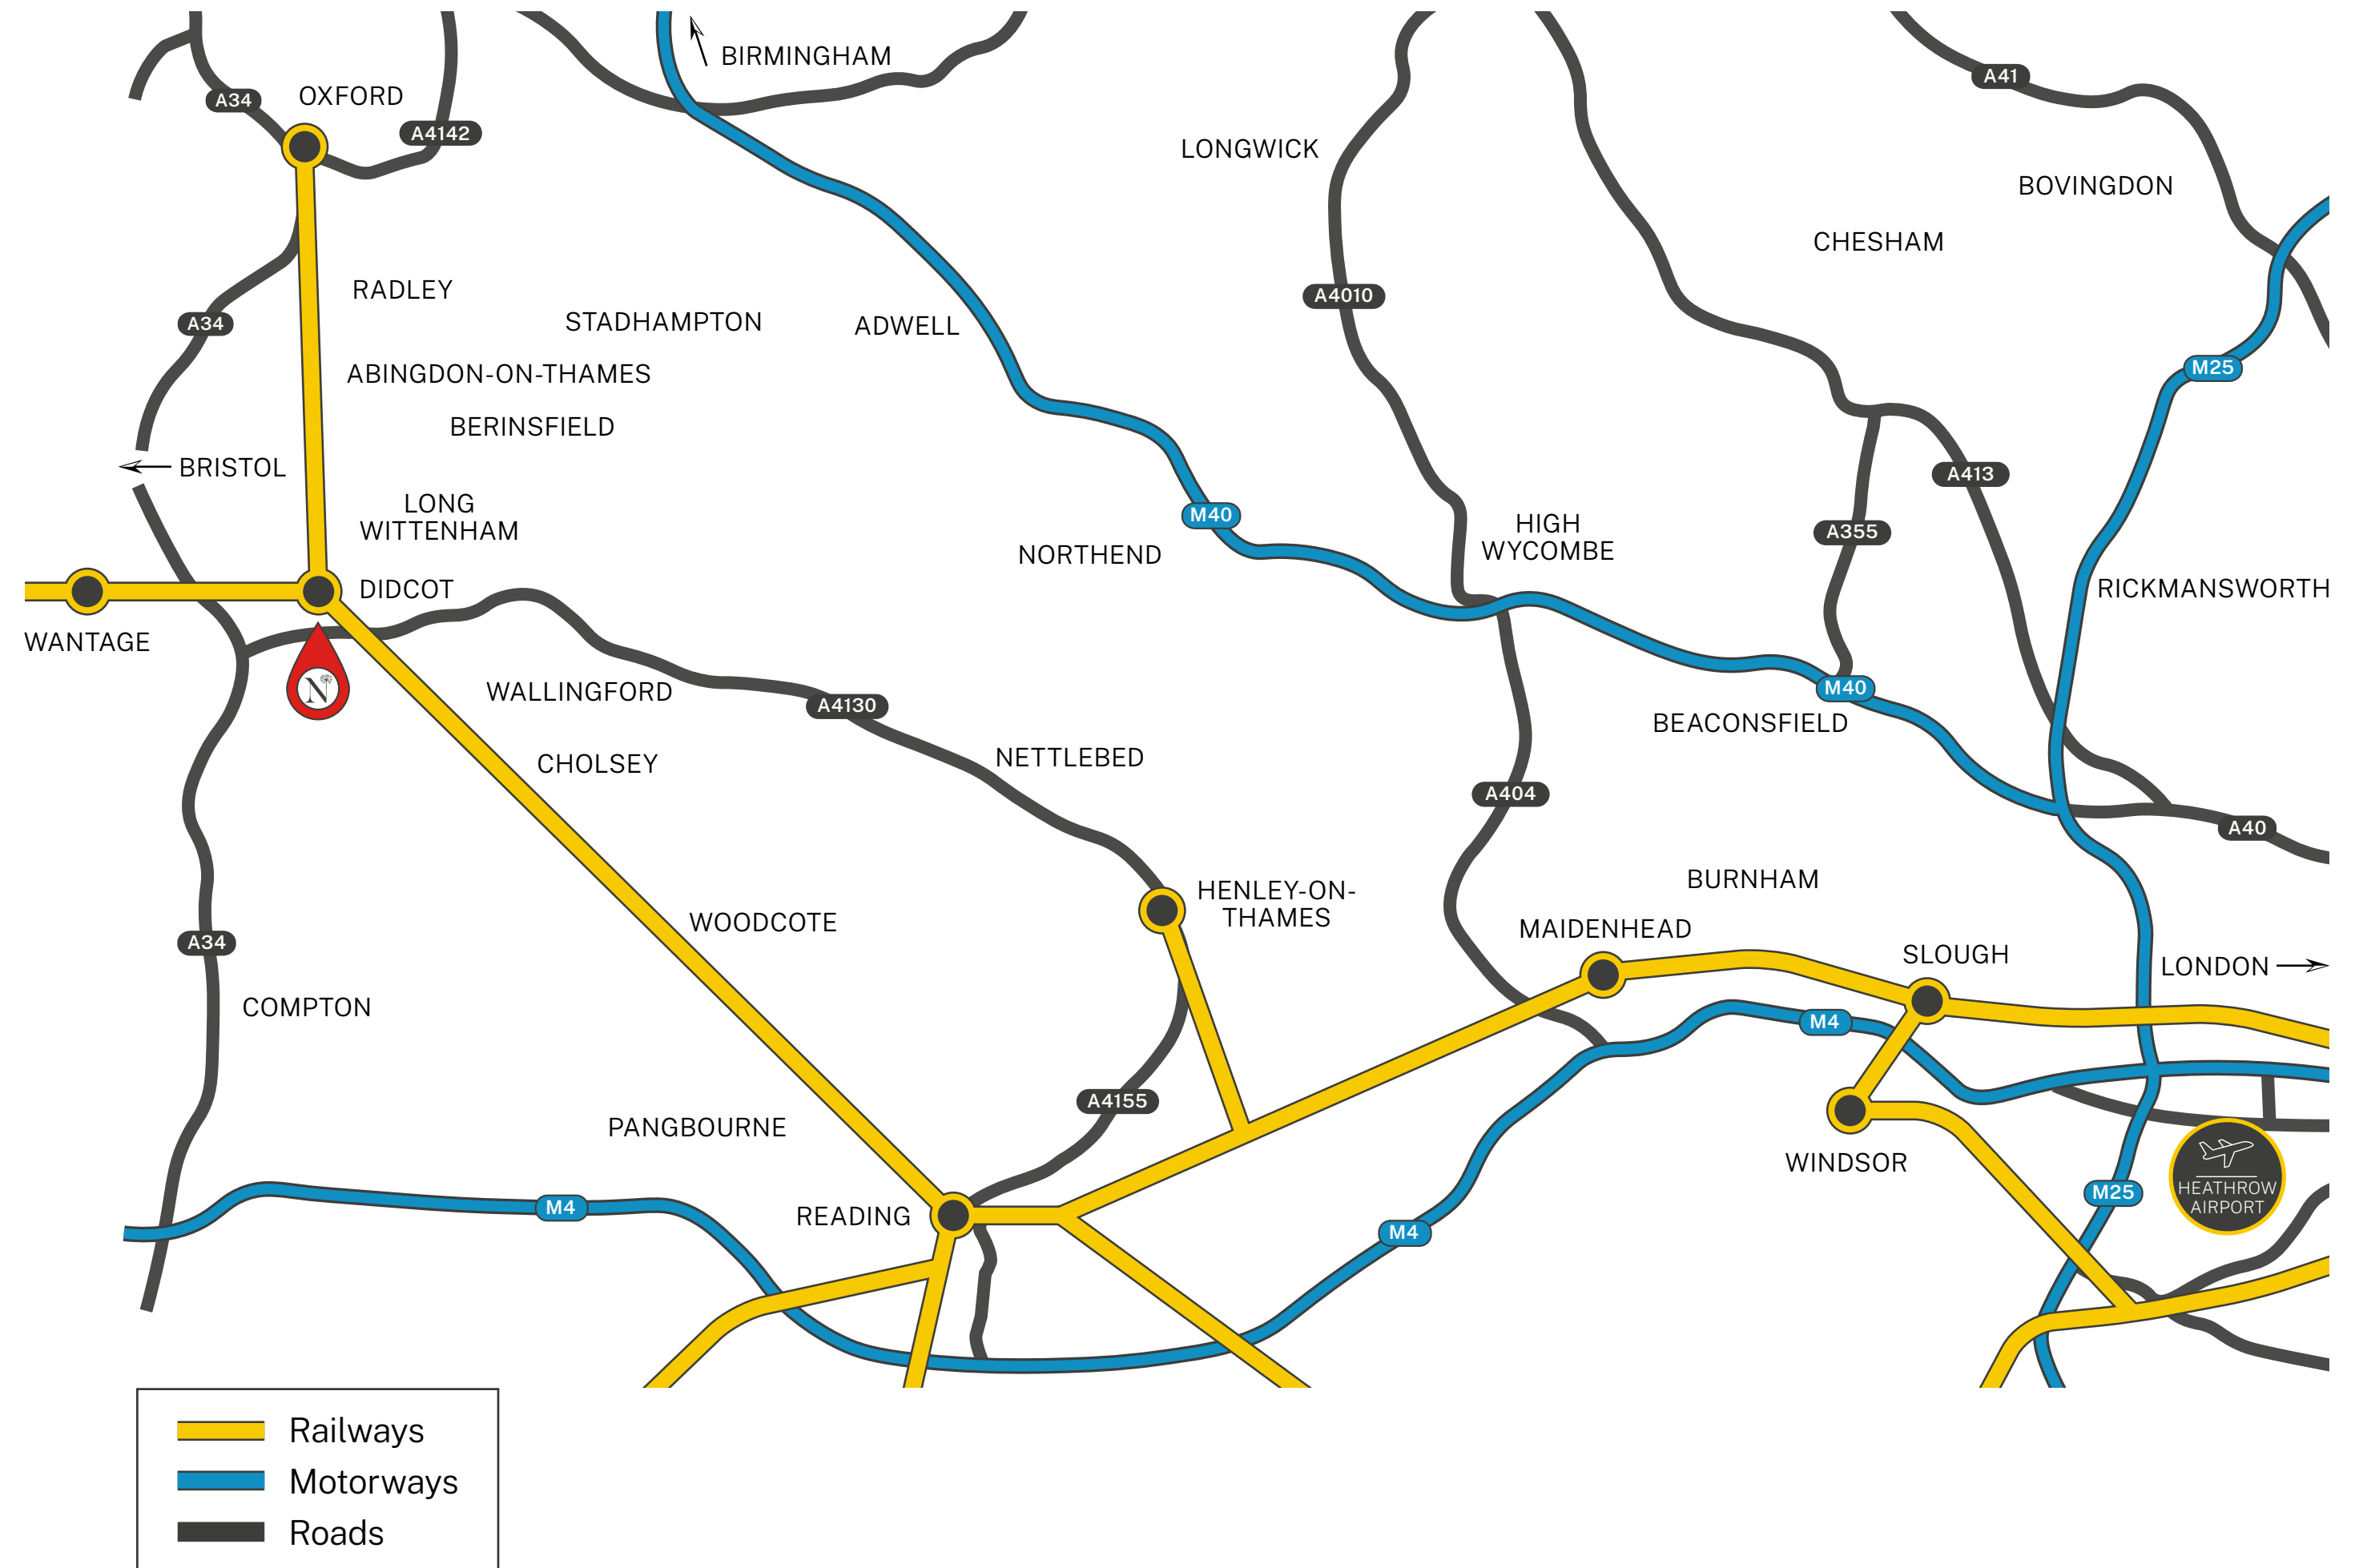 BIRMINGHAM
A41
OXFORD
A34
A4142
LONGWICK
BOVINGDON
CHESHAM
RADLEY
A4010
STADHAMPTON
A34
ADWELL
M25
ABINGDON-ON-THAMES
BERINSFIELD
BRISTOL
A413
LONG
WITTENHAM
M40
HIGH
WYCOMBE
A355
NORTHEND
DIDCOT
RICKMANSWORTH
WANTAGE
N
WALLINGFORD
M40
A4130
BEACONSFIELD
NETTLEBED
CHOLSEY
A404
A40
BURNHAM
HENLEY-ON-
THAMES
WOODCOTE
MAIDENHEAD
A34
SLOUGH
LONDON
COMPTON
M4
A4155
PANGBOURNE
WINDSOR
HEATHROW
AIRPORT
M25
M4
READING
M4
Railways
Motorways
Roads